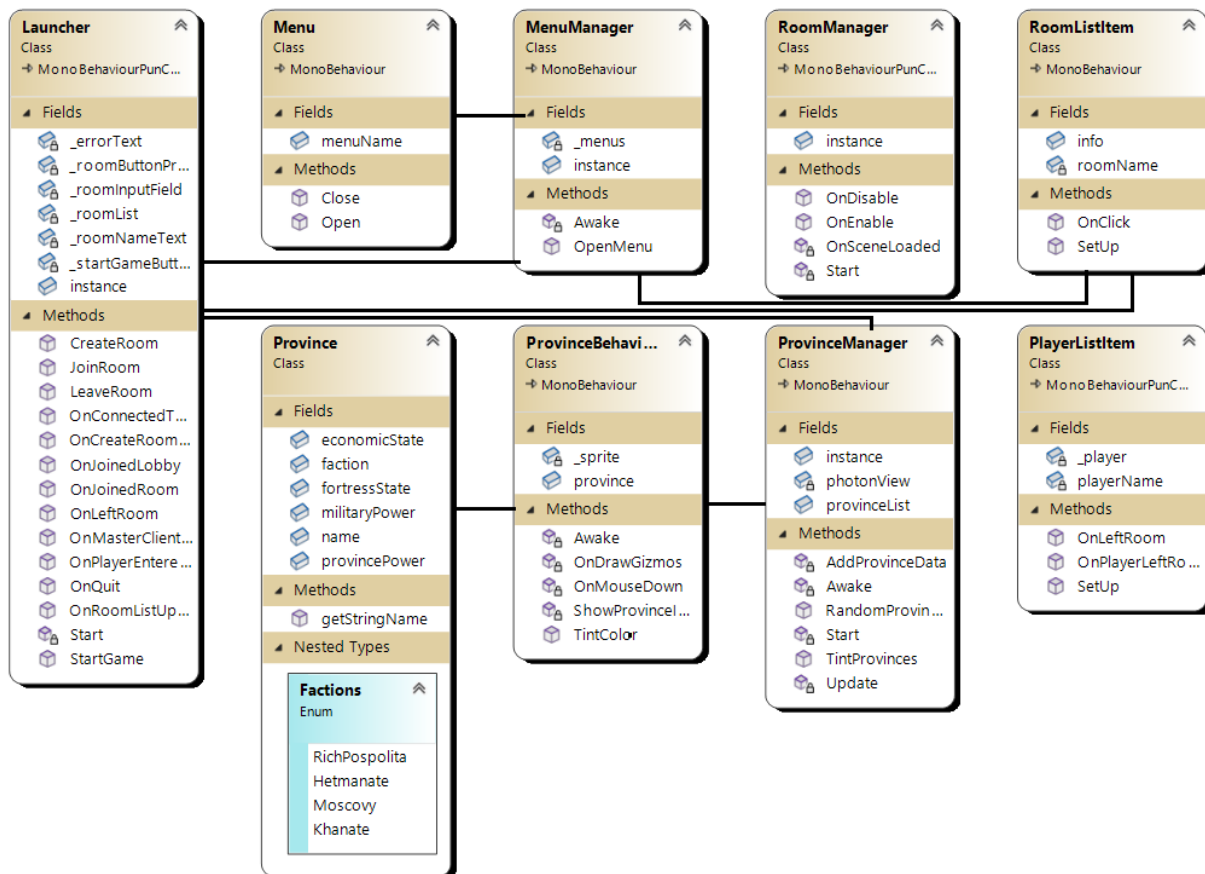 Launcher
Class
MonoBehaviourPunC...
Fields
_errorText
_roomButtonPr...
_roomInputField
_roomList
_roomNameText
_startGameButt...
instance
Methods
CreateRoom
JoinRoom
LeaveRoom
OnConnectedT...
OnCreateRoom...
OnJoinedLobby
OnJoinedRoom
OnLeftRoom
OnMasterClient...
OnPlayerEntere...
OnQuit
OnRoomListUp...
Start
StartGame
Menu
Class
MonoBehaviour
Fields
menuName
Methods
Close
Open
MenuManager
Class
MonoBehaviour
Fields
_menus
instance
Methods
Awake
OpenMenu
RoomManager
Class
MonoBehaviourPunC...
Fields
instance
Methods
OnDisable
OnEnable
OnSceneLoaded
Start
RoomListItem
Class
MonoBehaviour
Fields
info
roomName
Methods
OnClick
SetUp
Province
Class
Fields
economicState
faction
fortressState
militaryPower
name
provincePower
Methods
getStringName
Nested Types
Factions
Enum
RichPospolita
Hetmanate
Moscovy
Khanate
ProvinceBehavi...
Class
MonoBehaviour
Fields
_sprite
province
Methods
Awake
OnDrawGizmos
OnMouseDown
ShowProvinceI...
TintColor
ProvinceManager
Class
MonoBehaviour
Fields
instance
photonView
provinceList
Methods
AddProvinceData
Awake
RandomProvin...
Start
TintProvinces
Update
PlayerListItem
Class
MonoBehaviourPunC...
Fields
_player
playerName
Methods
OnLeftRoom
OnPlayerLeftRo...
SetUp